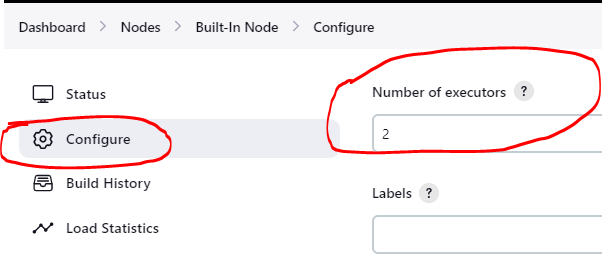 Dashboard > Nodes > Built-In Node > Configure
Status
Configure
Build History
Load Statistics
Number of executors ?
2
Labels ?